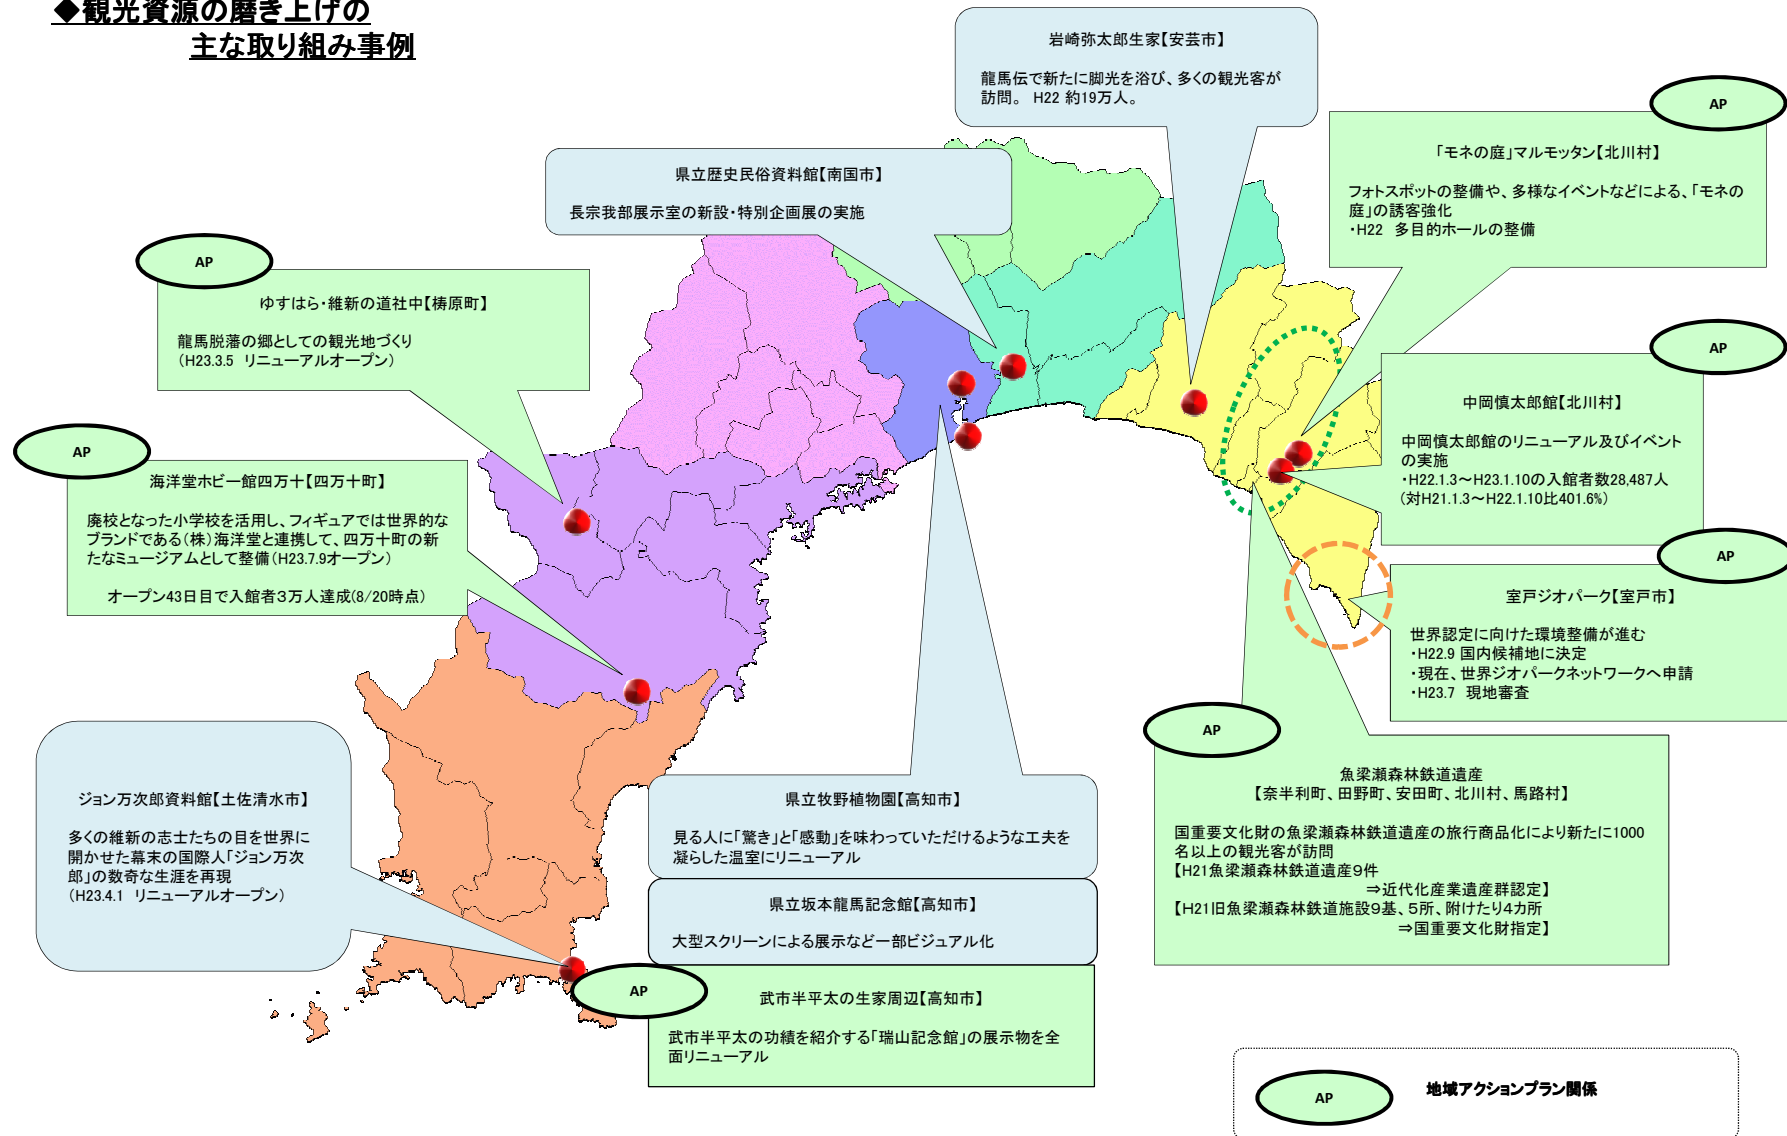 ◆観光資源の磨き上げの
主な取り組み事例
岩崎弥太郎生家【安芸市】
龍馬伝で新たに脚光を浴び、多くの観光客が
訪問。 H22 約19万人。
AP
「モネの庭」マルモッタン【北川村】
フォトスポットの整備や、多様なイベントなどによる、「モネの
庭」の誘客強化
・H22 多目的ホールの整備
県立歴史民俗資料館【南国市】
長宗我部展示室の新設・特別企画展の実施
AP
ゆすはら・維新の道社中【梼原町】
龍馬脱藩の郷としての観光地づくり
（H23.3.5 リニューアルオープン）
AP
中岡慎太郎館【北川村】
中岡慎太郎館のリニューアル及びイベント
の実施
・H22.1.3～H23.1.10の入館者数28,487人
（対H21.1.3～H22.1.10比401.6%）
AP
海洋堂ホビー館四万十【四万十町】
廃校となった小学校を活用し、フィギュアでは世界的な
ブランドである（株）海洋堂と連携して、四万十町の新
たなミュージアムとして整備（H23.7.9オープン）
オープン43日目で入館者３万人達成(8/20時点）
AP
室戸ジオパーク【室戸市】
世界認定に向けた環境整備が進む
・H22.9 国内候補地に決定
・現在、世界ジオパークネットワークへ申請
・H23.7 現地審査
AP
魚梁瀬森林鉄道遺産
【奈半利町、田野町、安田町、北川村、馬路村】
国重要文化財の魚梁瀬森林鉄道遺産の旅行商品化により新たに1000
名以上の観光客が訪問
【H21魚梁瀬森林鉄道遺産９件
⇒近代化産業遺産群認定】
【H21旧魚梁瀬森林鉄道施設９基、５所、附けたり４カ所
⇒国重要文化財指定】
ジョン万次郎資料館【土佐清水市】
多くの維新の志士たちの目を世界に
開かせた幕末の国際人「ジョン万次
郎」の数奇な生涯を再現
（H23.4.1 リニューアルオープン）
県立牧野植物園【高知市】
見る人に「驚き」と「感動」を味わっていただけるような工夫を
凝らした温室にリニューアル
県立坂本龍馬記念館【高知市】
大型スクリーンによる展示など一部ビジュアル化
AP
武市半平太の生家周辺【高知市】
武市半平太の功績を紹介する「瑞山記念館」の展示物を全
面リニューアル
AP
地域アクションプラン関係